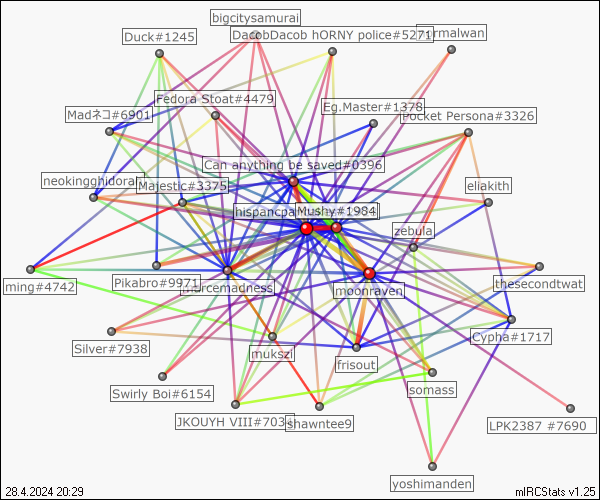 bigcitysamurai
Duck#1245
DacobDacob hORNY police#5271
normalwan
Fedora Stoat#4479
Eg.Master#1378
Madネコ#6901
Pocket Persona#3326
Can anything be saved#0396
neokingghidorah
Majestic#3375
eliakith
hispancpa
Mushy#1984
zebula
ming#4742
Pikabro#9971
mercemadness
moonraven
thesecondtwat
Silver#7938
mukszi
frisout
Cypha#1717
Swirly Boi#6154
somass
JKOUYH VIII#703
shawntee9
LPK2387 #7690
yoshimanden
28.4.2024 20:29
mIRCStats v1.25